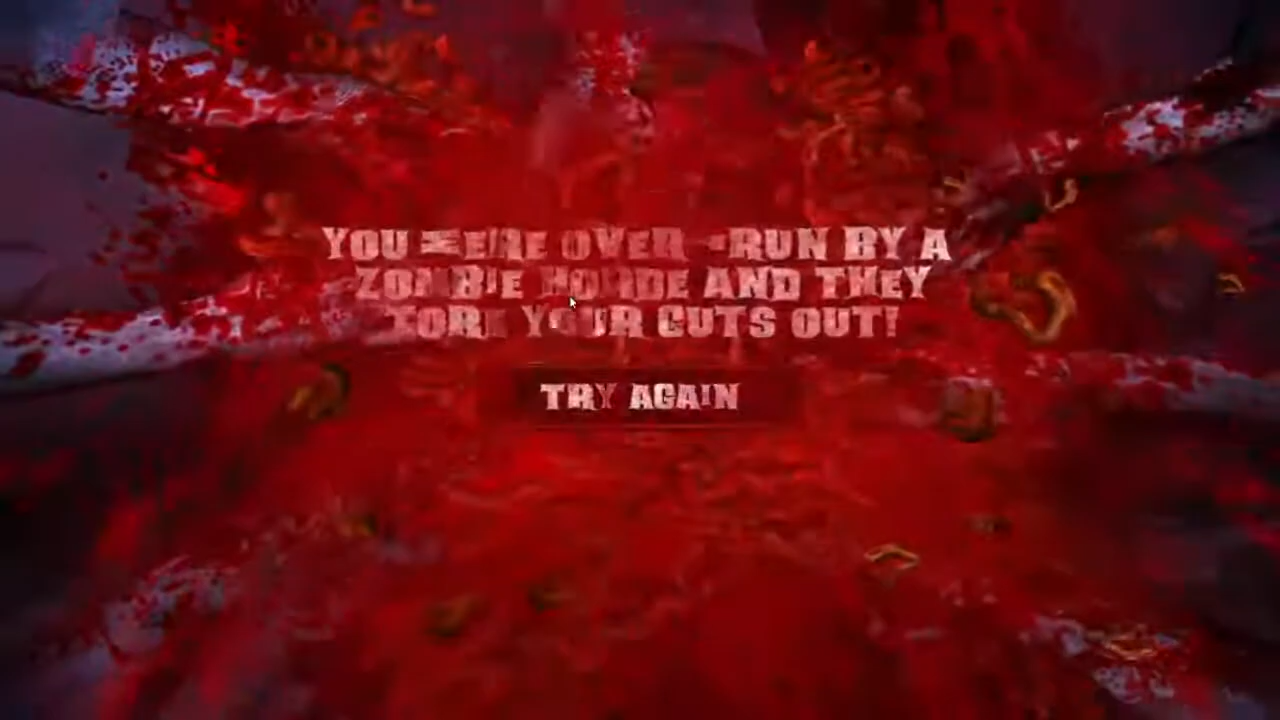 YOU WERE OVER-RUN BY A
ZOMBIE HORDE AND THEY
TORE YOUR GUTS OUT!
TRY AGAIN